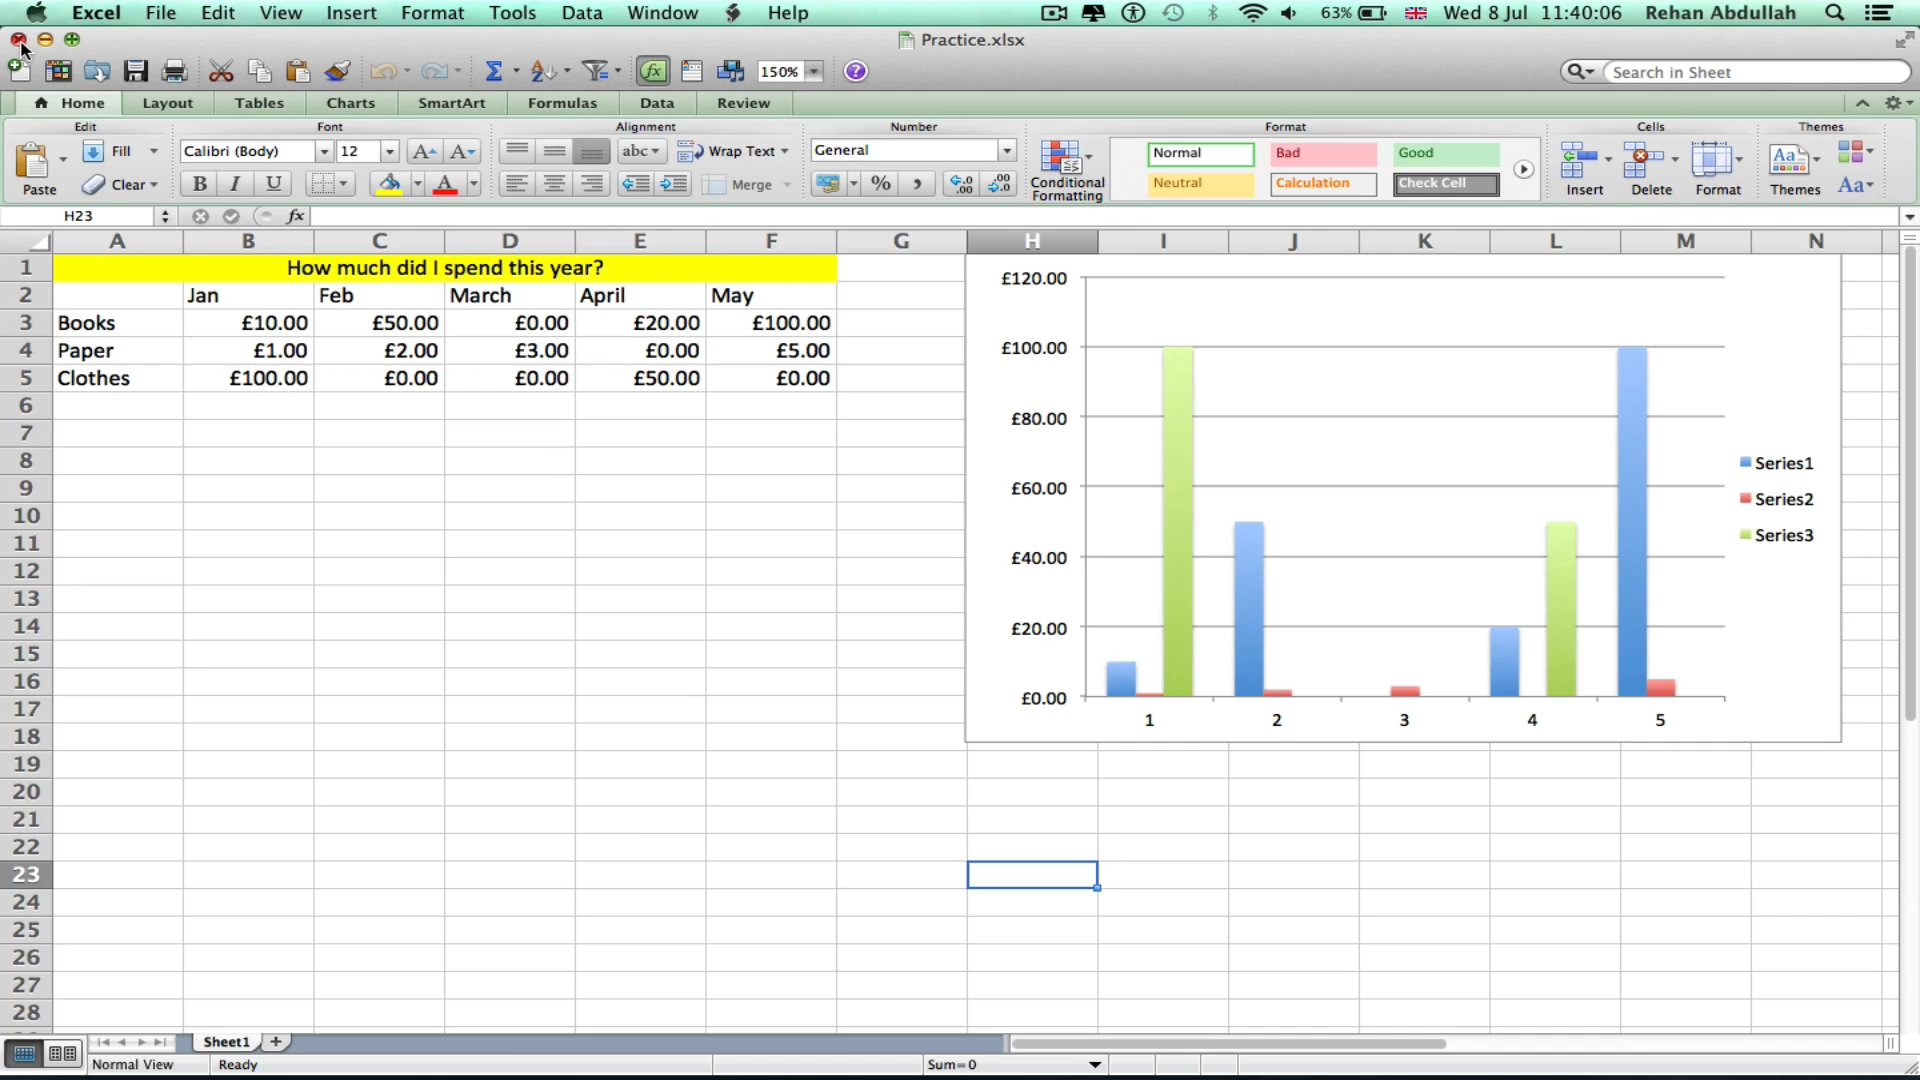 Excel File Edit View Insert Format Tools Data Window Help 63% Wed 8 Jul 11:40:06 Rehan Abdullah
Practice.xlsx
150% Search in Sheet
Home Layout Tables Charts SmartArt Formulas Data Review
Edit Font Alignment Number Format Cells Themes
Fill Calibri (Body) 12 abc Wrap Text General Normal Bad Good
Paste Clear B I U Merge % Conditional Formatting Neutral Calculation Check Cell Insert Delete Format Themes Aa
H23 fx
A B C D E F G H I J K L M N
1 How much did I spend this year?
2 Jan Feb March April May
3 Books £10.00 £50.00 £0.00 £20.00 £100.00
4 Paper £1.00 £2.00 £3.00 £0.00 £5.00
5 Clothes £100.00 £0.00 £0.00 £50.00 £0.00
6
7
8
9
10
11
12
13
14
15
16
17
18
19
20
21
22
23
24
25
26
27
28
£120.00
£100.00
£80.00
£60.00
£40.00
£20.00
£0.00
1 2 3 4 5
Series1
Series2
Series3
Sheet1
Normal View Ready Sum=0